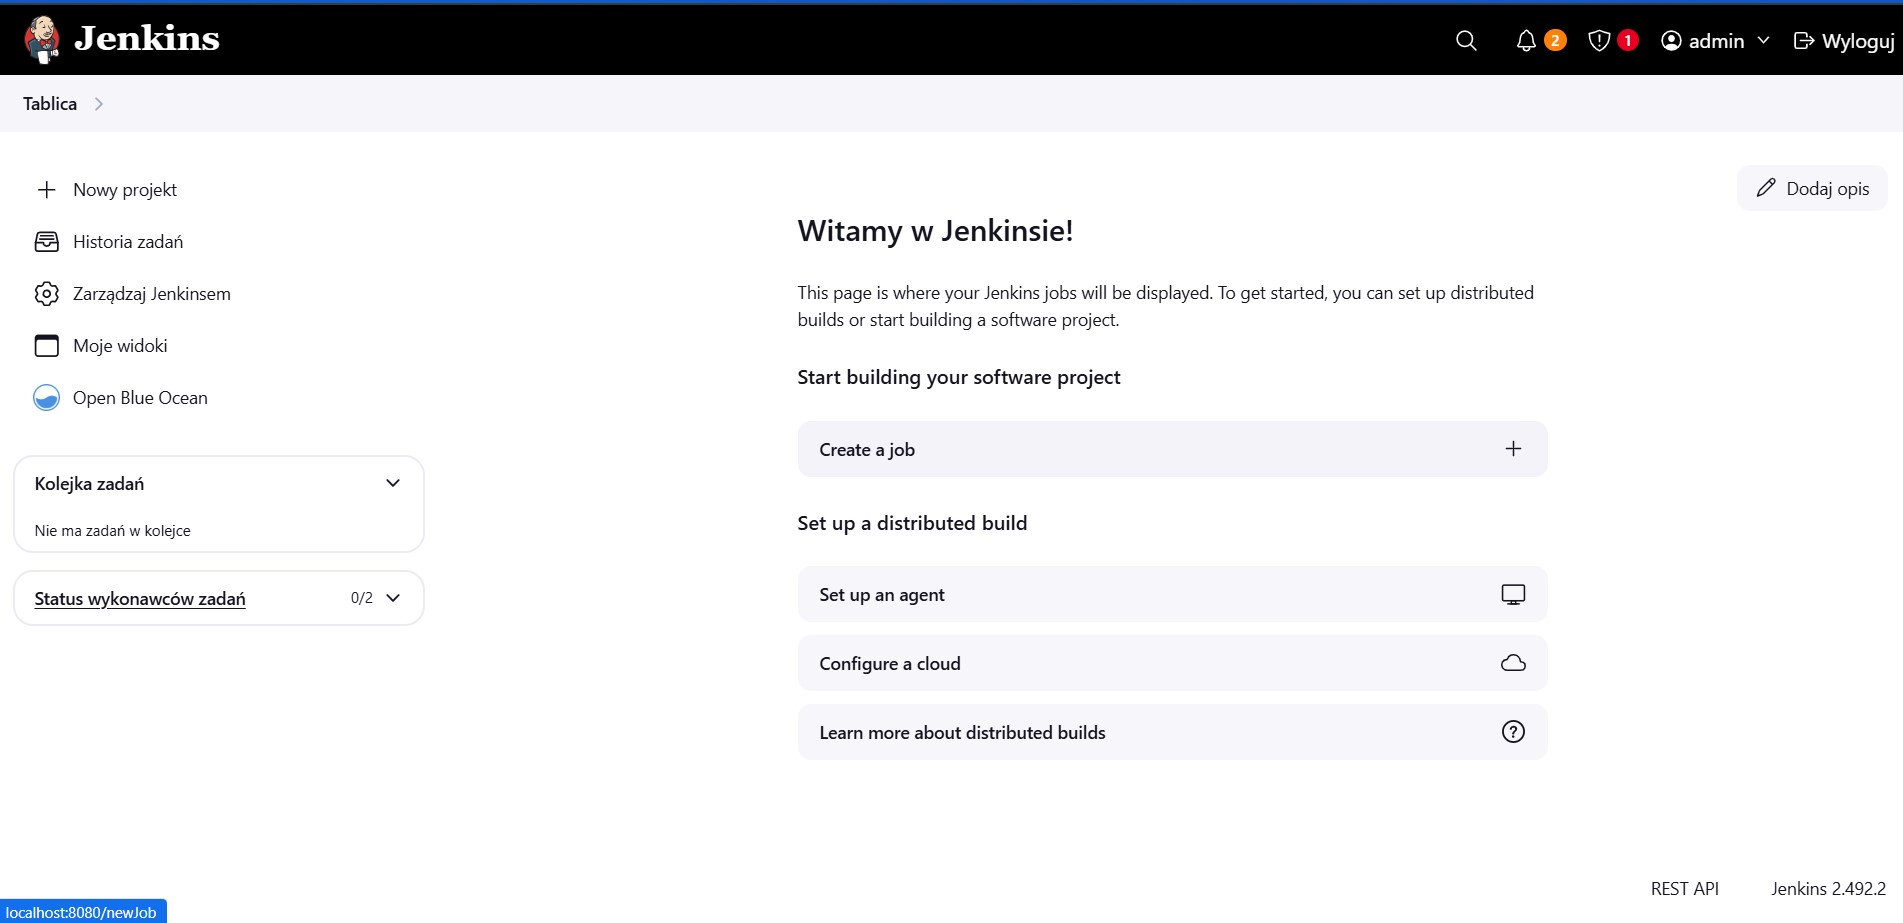 Jenkins
2
1
admin
Wyloguj
Tablica
Nowy projekt
Historia zadań
Zarządzaj Jenkinsem
Moje widoki
Open Blue Ocean
Kolejka zadań
Nie ma zadań w kolejce
Status wykonawców zadań
0/2
Dodaj opis
Witamy w Jenkinsie!
This page is where your Jenkins jobs will be displayed. To get started, you can set up distributed
builds or start building a software project.
Start building your software project
Create a job
Set up a distributed build
Set up an agent
Configure a cloud
Learn more about distributed builds
REST API
Jenkins 2.492.2
localhost:8080/newJob